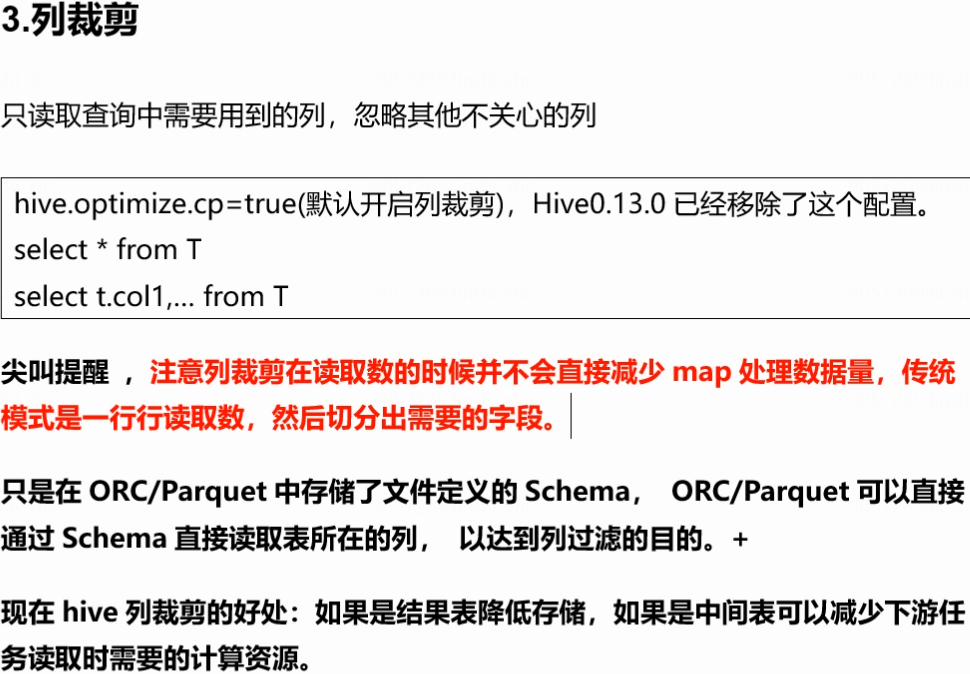 3.列裁剪
只读取查询中需要用到的列，忽略其他不关心的列
hive.optimize.cp=true(默认开启列裁剪)，Hive0.13.0 已经移除了这个配置。
select * from T
select t.col1,... from T
尖叫提醒 ，注意列裁剪在读取数的时候并不会直接减少 map 处理数据量，传统
模式是一行行读取数，然后切分出需要的字段。
只是在 ORC/Parquet 中存储了文件定义的 Schema， ORC/Parquet 可以直接
通过 Schema 直接读取表所在的列， 以达到列过滤的目的。+
现在 hive 列裁剪的好处：如果是结果表降低存储，如果是中间表可以减少下游任
务读取时需要的计算资源。